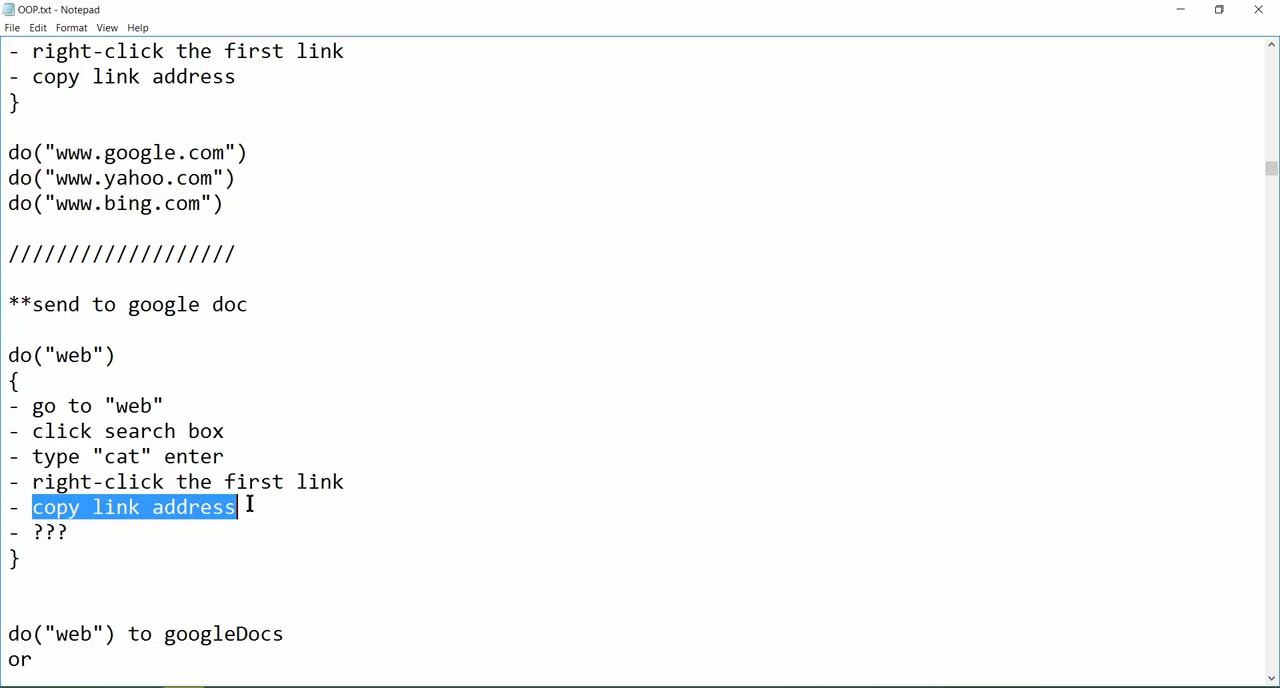 OOP.txt - Notepad
File Edit Format View Help
- right-click the first link
- copy link address
}
do("www.google.com")
do("www.yahoo.com")
do("www.bing.com")
///////////////////
**send to google doc
do("web")
{
- go to "web"
- click search box
- type "cat" enter
- right-click the first link
- copy link address
- ???
}
do("web") to googleDocs
or